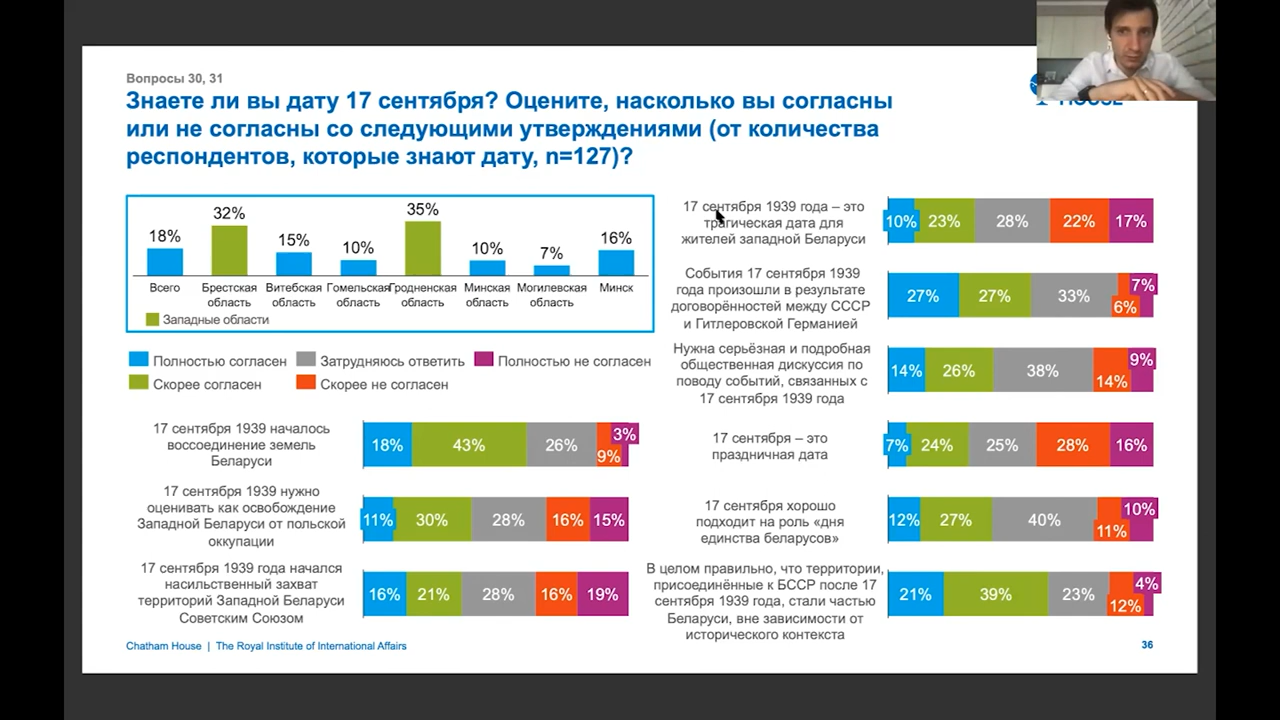 Вопросы 30, 31
Знаете ли вы дату 17 сентября? Оцените, насколько вы согласны
или не согласны со следующими утверждениями (от количества
респондентов, которые знают дату, n=127)?
HOUSE
18%
32%
15%
10%
35%
10%
7%
16%
Всего
Брестская
область
Витебская
область
Гомельская
область
Гродненская
область
Минская
область
Могилевская
область
Минск
Западные области
Полностью согласен
Затрудняюсь ответить
Полностью не согласен
Скорее согласен
Скорее не согласен
17 сентября 1939 началось
воссоединение земель
Беларуси
18% 43% 26% 9% 3%
17 сентября 1939 нужно
оценивать как освобождение
Западной Беларуси от польской
оккупации
11% 30% 28% 16% 15%
17 сентября 1939 года начался
насильственный захват
территорий Западной Беларуси
Советским Союзом
16% 21% 28% 16% 19%
17 сентября 1939 года – это
трагическая дата для
жителей западной Беларуси
10% 23% 28% 22% 17%
События 17 сентября 1939
года произошли в результате
договорённостей между СССР
и Гитлеровской Германией
27% 27% 33% 6% 7%
Нужна серьёзная и подробная
общественная дискуссия по
поводу событий, связанных с
17 сентября 1939 года
14% 26% 38% 14% 9%
17 сентября – это
праздничная дата
7% 24% 25% 28% 16%
17 сентября хорошо
подходит на роль «дня
единства беларусов»
12% 27% 40% 11% 10%
В целом правильно, что территории,
присоединённые к БССР после 17
сентября 1939 года, стали частью
Беларуси, вне зависимости от
исторического контекста
21% 39% 23% 12% 4%
Chatham House | The Royal Institute of International Affairs
36